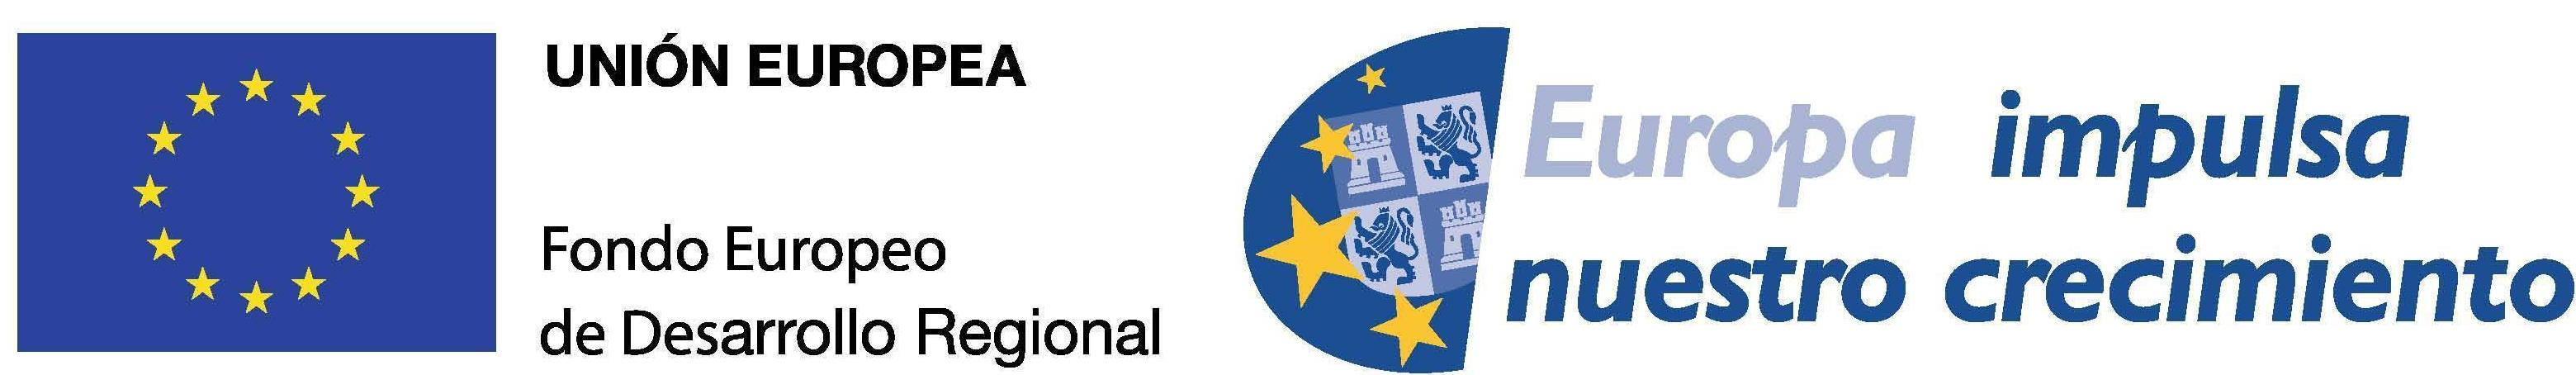 UNIÓN EUROPEA
Fondo Europeo
de Desarrollo Regional
Europa impulsa
nuestro crecimiento